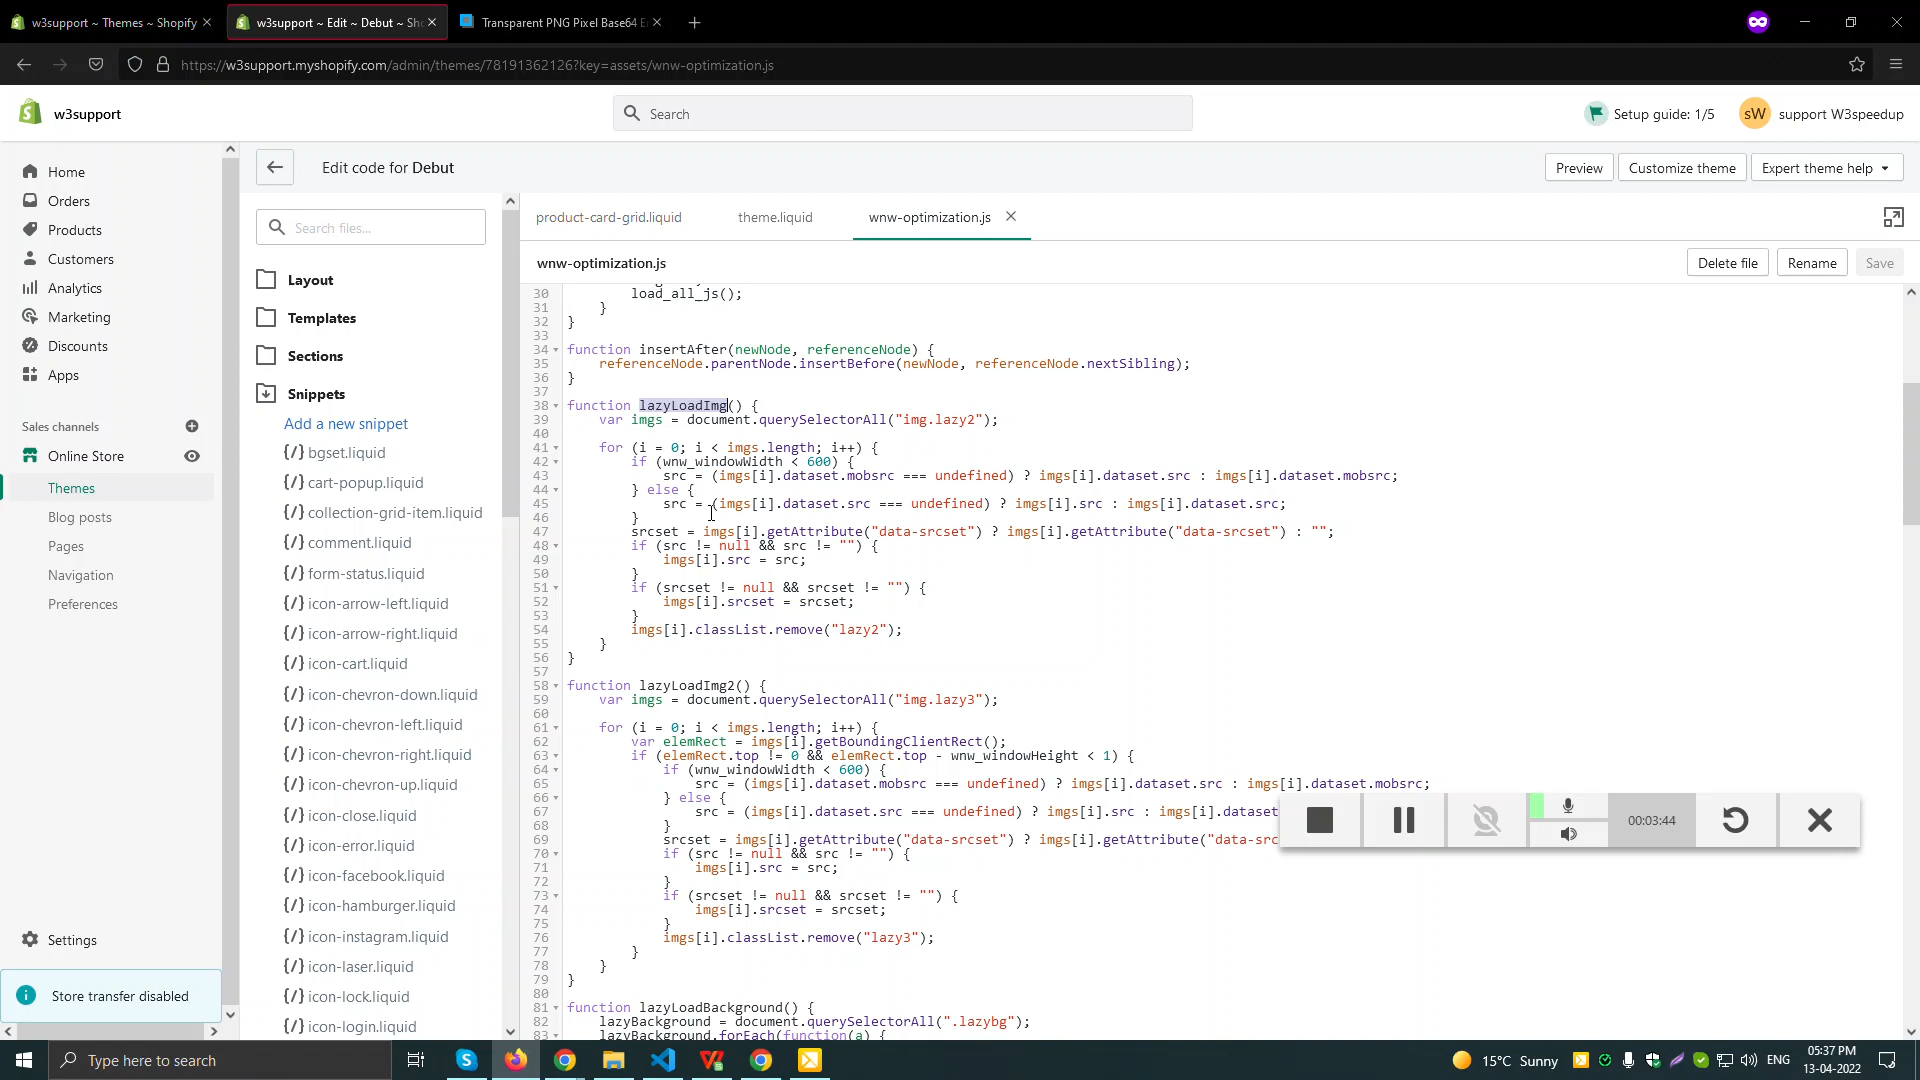 w3support ~ Themes ~ Shopify
w3support ~ Edit ~ Debut ~ Sh
Transparent PNG Pixel Base64 E
https://w3support.myshopify.com/admin/themes/78191362126?key=assets/wnw-optimization.js
w3support
Search
Setup guide: 1/5
sW
support W3speedup
Home
Orders
Products
Customers
Analytics
Marketing
Discounts
Apps
Sales channels
Online Store
Themes
Blog posts
Pages
Navigation
Preferences
Settings
Store transfer disabled
Edit code for Debut
Preview
Customize theme
Expert theme help
Search files...
Layout
Templates
Sections
Snippets
Add a new snippet
{/} bgset.liquid
{/} cart-popup.liquid
{/} collection-grid-item.liquid
{/} comment.liquid
{/} form-status.liquid
{/} icon-arrow-left.liquid
{/} icon-arrow-right.liquid
{/} icon-cart.liquid
{/} icon-chevron-down.liquid
{/} icon-chevron-left.liquid
{/} icon-chevron-right.liquid
{/} icon-chevron-up.liquid
{/} icon-close.liquid
{/} icon-error.liquid
{/} icon-facebook.liquid
{/} icon-hamburger.liquid
{/} icon-instagram.liquid
{/} icon-laser.liquid
{/} icon-lock.liquid
{/} icon-login.liquid
product-card-grid.liquid
theme.liquid
wnw-optimization.js
wnw-optimization.js
Delete file
Rename
Save
30 load_all_js();
31 }
32 }
33
34 function insertAfter(newNode, referenceNode) {
35 referenceNode.parentNode.insertBefore(newNode, referenceNode.nextSibling);
36 }
37
38 function lazyLoadImg() {
39 var imgs = document.querySelectorAll("img.lazy2");
40
41 for (i = 0; i < imgs.length; i++) {
42 if (wnw_windowWidth < 600) {
43 src = (imgs[i].dataset.mobsrc === undefined) ? imgs[i].dataset.src : imgs[i].dataset.mobsrc;
44 } else {
45 src = (imgs[i].dataset.src === undefined) ? imgs[i].src : imgs[i].dataset.src;
46 }
47 srcset = imgs[i].getAttribute("data-srcset") ? imgs[i].getAttribute("data-srcset") : "";
48 if (src != null && src != "") {
49 imgs[i].src = src;
50 }
51 if (srcset != null && srcset != "") {
52 imgs[i].srcset = srcset;
53 }
54 imgs[i].classList.remove("lazy2");
55 }
56 }
57
58 function lazyLoadImg2() {
59 var imgs = document.querySelectorAll("img.lazy3");
60
61 for (i = 0; i < imgs.length; i++) {
62 var elemRect = imgs[i].getBoundingClientRect();
63 if (elemRect.top != 0 && elemRect.top - wnw_windowHeight < 1) {
64 if (wnw_windowWidth < 600) {
65 src = (imgs[i].dataset.mobsrc === undefined) ? imgs[i].dataset.src : imgs[i].dataset.mobsrc;
66 } else {
67 src = (imgs[i].dataset.src === undefined) ? imgs[i].src : imgs[i].datas
68 }
69 srcset = imgs[i].getAttribute("data-srcset") ? imgs[i].getAttribute("data-src
70 if (src != null && src != "") {
71 imgs[i].src = src;
72 }
73 if (srcset != null && srcset != "") {
74 imgs[i].srcset = srcset;
75 }
76 imgs[i].classList.remove("lazy3");
77 }
78 }
79 }
80
81 function lazyLoadBackground() {
82 lazyBackground = document.querySelectorAll(".lazybg");
83 lazyBackground.forEach(function(a) {
00:03:44
Type here to search
15°C Sunny
ENG
05:37 PM
13-04-2022